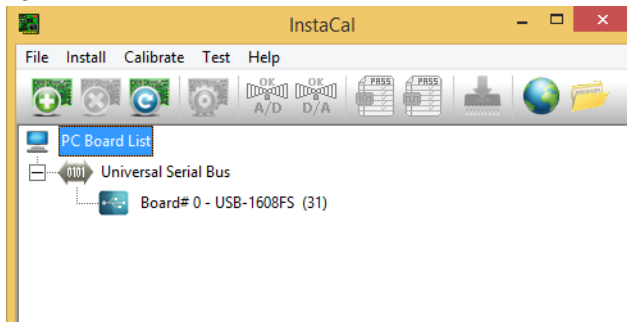 InstaCal
File Install Calibrate Test Help
OK A/D OK D/A PASS 101 PASS
PC Board List
0101 Universal Serial Bus
Board# 0 - USB-1608FS (31)